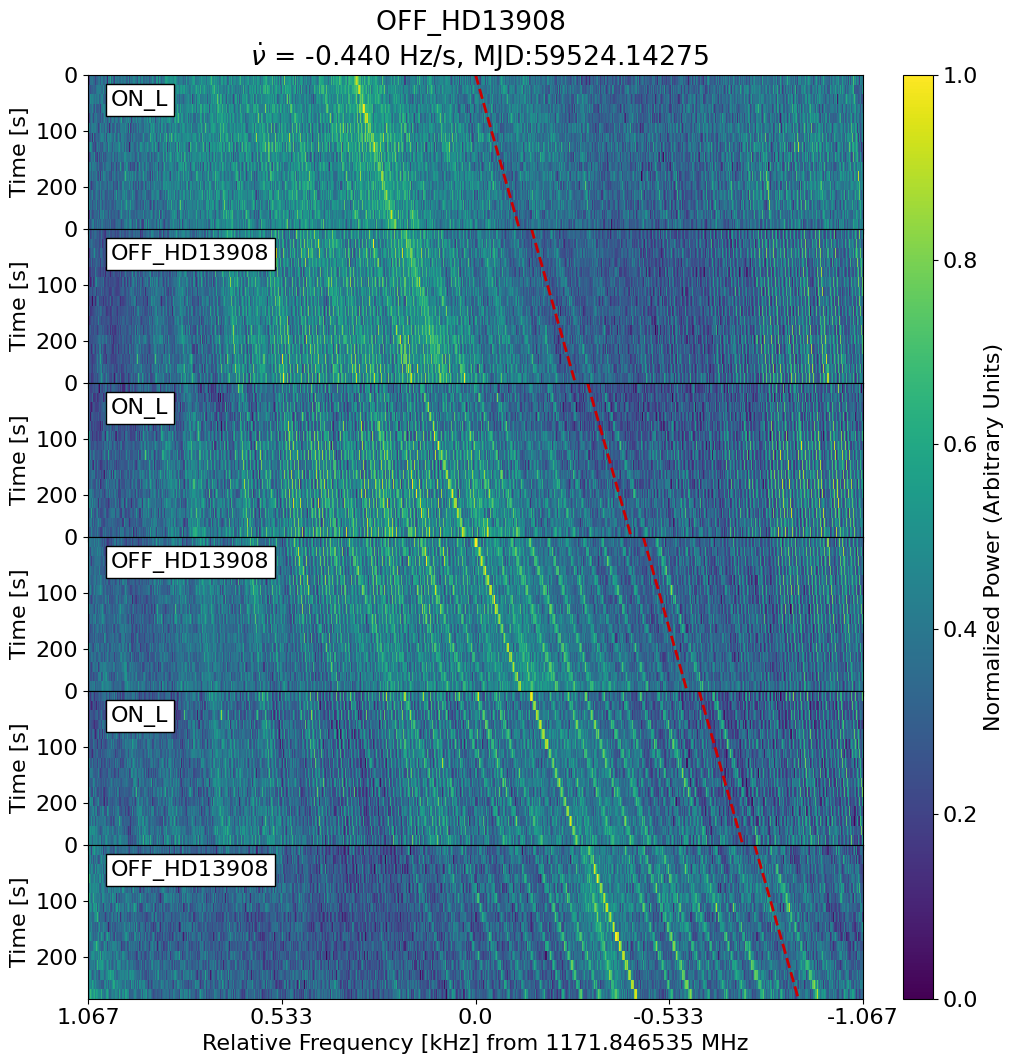 OFF_HD13908
ν̇ = -0.440 Hz/s, MJD:59524.14275
ON_L
OFF_HD13908
ON_L
OFF_HD13908
ON_L
OFF_HD13908
Time [s]
0
100
200
Time [s]
0
100
200
Time [s]
0
100
200
Time [s]
0
100
200
Time [s]
0
100
200
Time [s]
0
100
200
1.067 0.533 0.0 -0.533 -1.067
Relative Frequency [kHz] from 1171.846535 MHz
1.0
0.8
0.6
0.4
0.2
0.0
Normalized Power (Arbitrary Units)